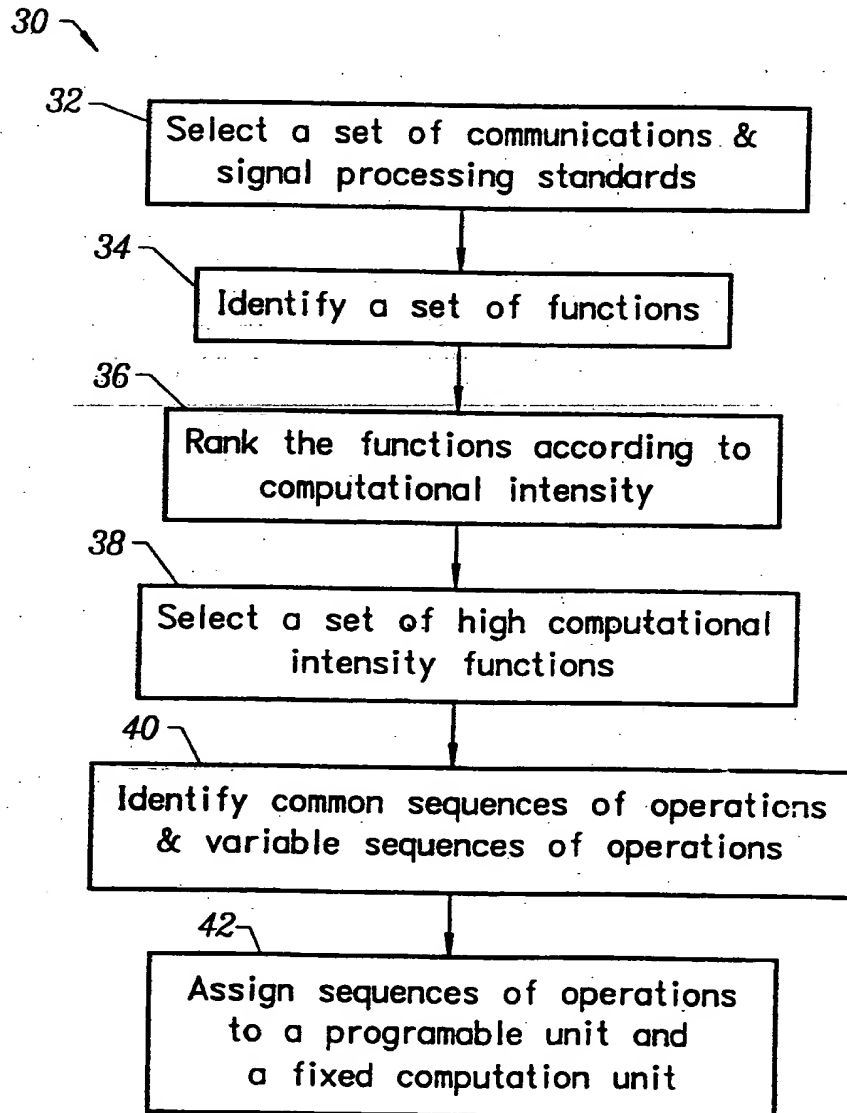 30
32
Select a set of communications &
signal processing standards
34
Identify a set of functions
36
Rank the functions according to
computational intensity
38
Select a set of high computational
intensity functions
40
Identify common sequences of operations
& variable sequences of operations
42
Assign sequences of operations
to a programable unit and
a fixed computation unit